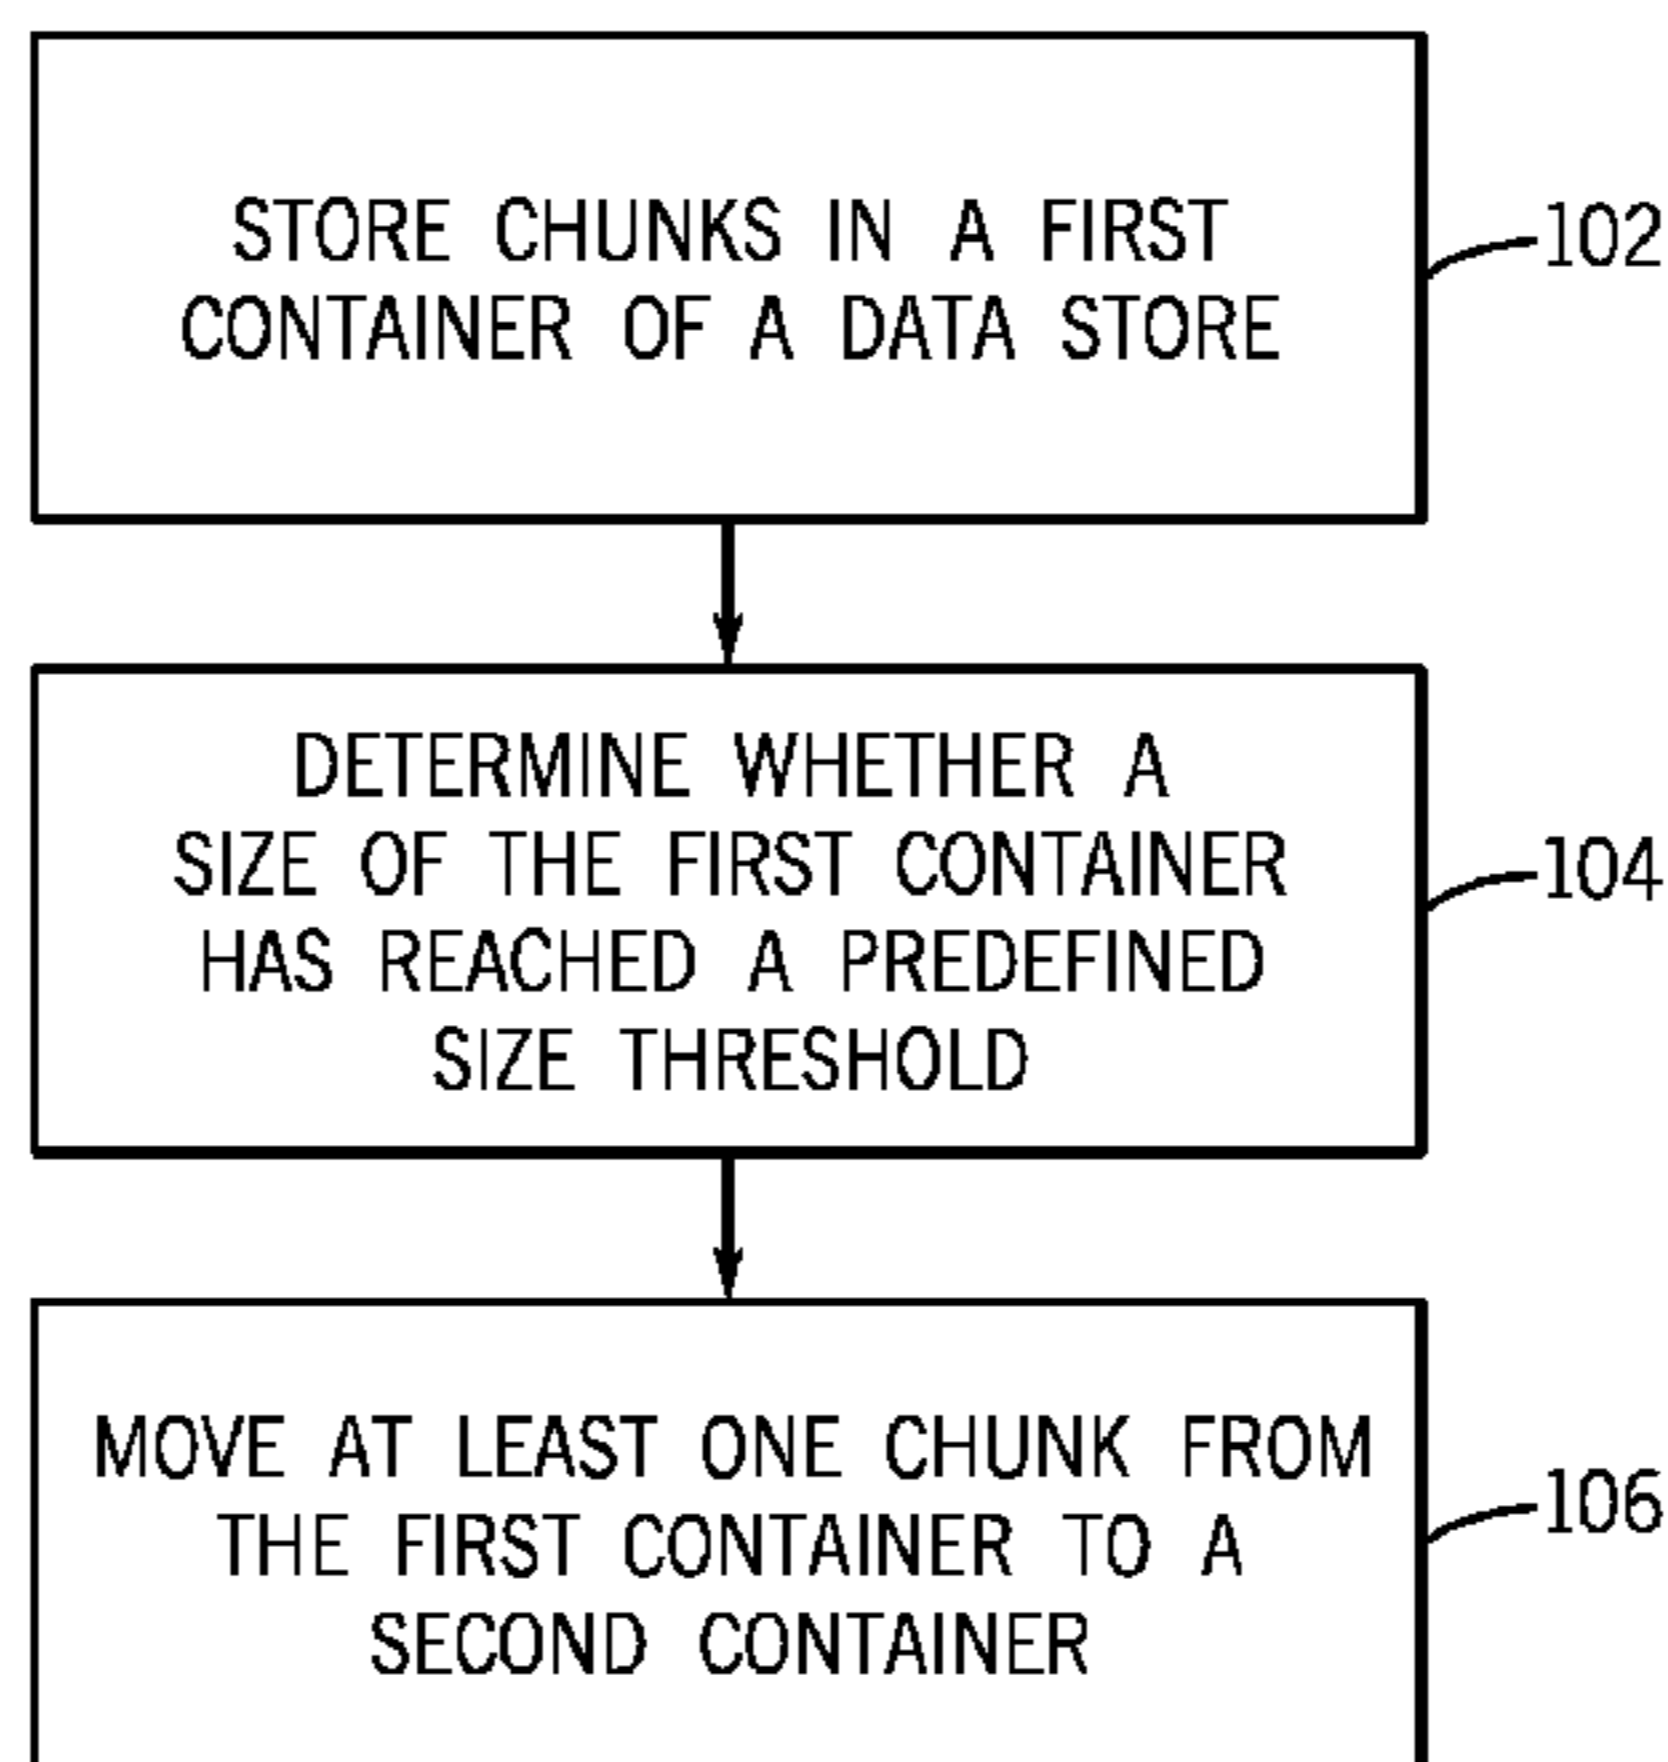 STORE CHUNKS IN A FIRST
CONTAINER OF A DATA STORE
102
DETERMINE WHETHER A
SIZE OF THE FIRST CONTAINER
HAS REACHED A PREDEFINED
SIZE THRESHOLD
104
MOVE AT LEAST ONE CHUNK FROM
THE FIRST CONTAINER TO A
SECOND CONTAINER
106